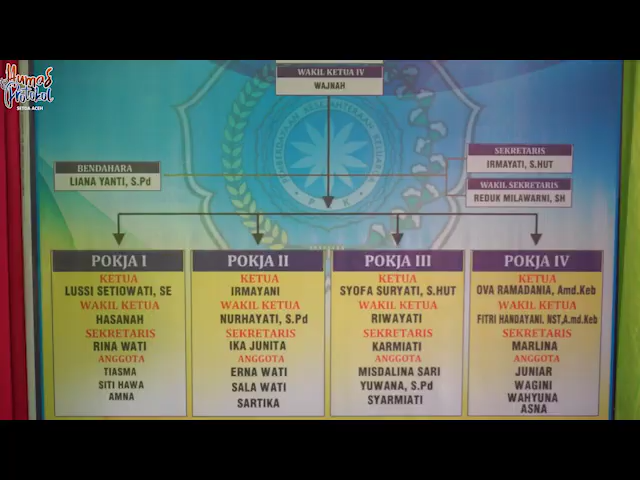 Humas
Protokol
SETDA ACEH
WAKIL KETUA IV
WAJNAH
SEKRETARIS
IRMAYATI, S.HUT
BENDAHARA
LIANA YANTI, S.Pd
WAKIL SEKRETARIS
REDUK MILAWARNI, SH
POKJA I
KETUA
LUSSI SETIOWATI, SE
WAKIL KETUA
HASANAH
SEKRETARIS
RINA WATI
ANGGOTA
TIASMA
SITI HAWA
AMNA
POKJA II
KETUA
IRMAYANI
WAKIL KETUA
NURHAYATI, S.Pd
SEKRETARIS
IKA JUNITA
ANGGOTA
ERNA WATI
SALA WATI
SARTIKA
POKJA III
KETUA
SYOFA SURYATI, S.HUT
WAKIL KETUA
RIWAYATI
SEKRETARIS
KARMIATI
ANGGOTA
MISDALINA SARI
YUWANA, S.Pd
SYARMIATI
POKJA IV
KETUA
OVA RAMADANIA, Amd.Keb
WAKIL KETUA
FITRI HANDAYANI. NST,A.md.Keb
SEKRETARIS
MARLINA
ANGGOTA
JUNIAR
WAGINI
WAHYUNA
ASNA